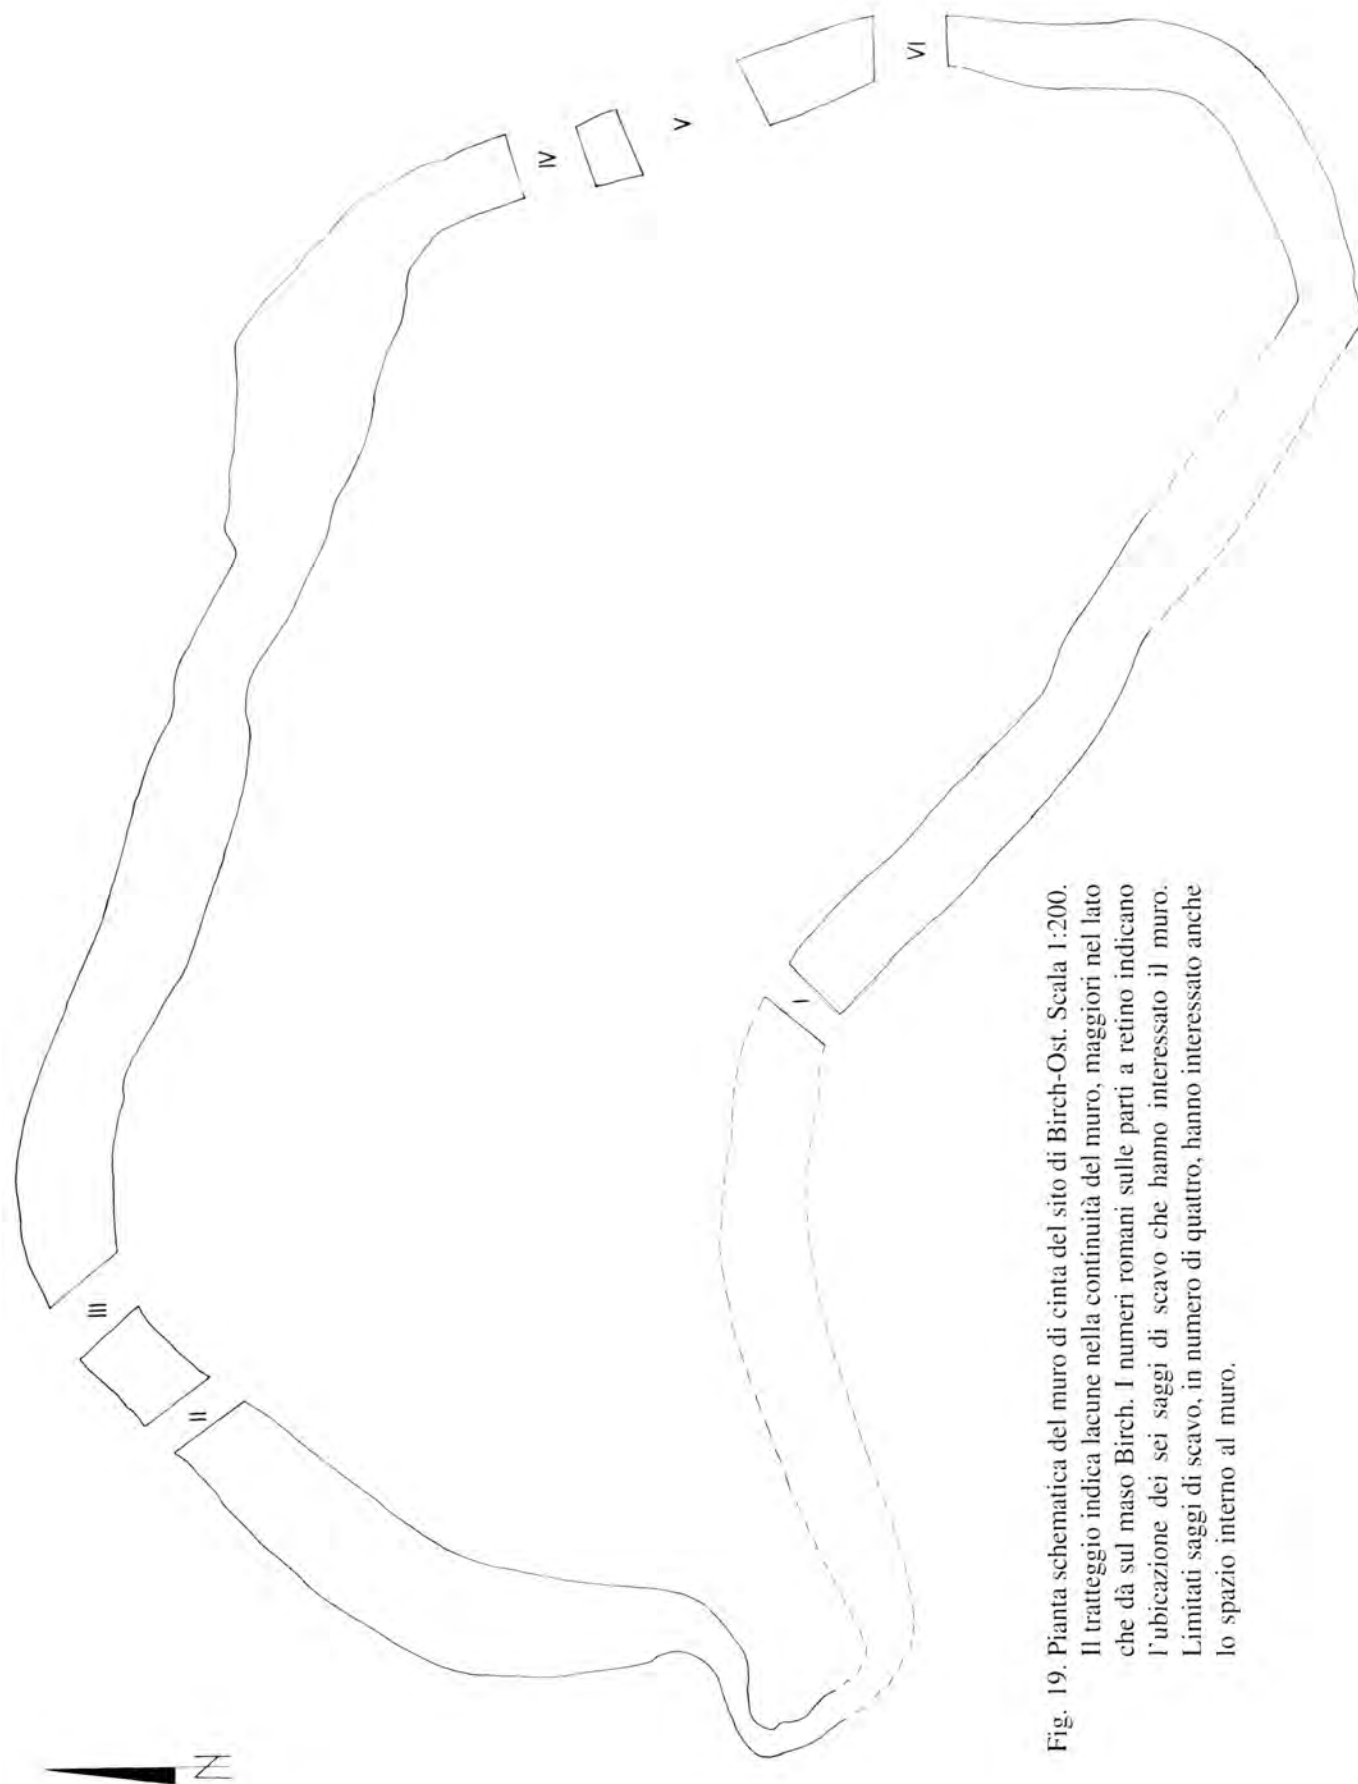 III
II
IV
V
VI
I
N
Fig. 19. Pianta schematica del muro di cinta del sito di Birch-Ost. Scala 1:200.
Il tratteggio indica lacune nella continuità del muro, maggiori nel lato
che dà sul maso Birch. I numeri romani sulle parti a retino indicano
l'ubicazione dei sei saggi di scavo che hanno interessato il muro.
Limitati saggi di scavo, in numero di quatro, hanno interessato anche
lo spazio interno al muro.